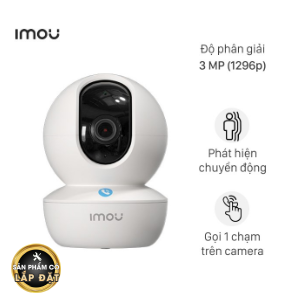 imou
Độ phân giải
3 MP (1296p)
Phát hiện
chuyển động
imou
Gọi 1 chạm
trên camera
SẢN PHẨM CÓ
LẮP ĐẶT